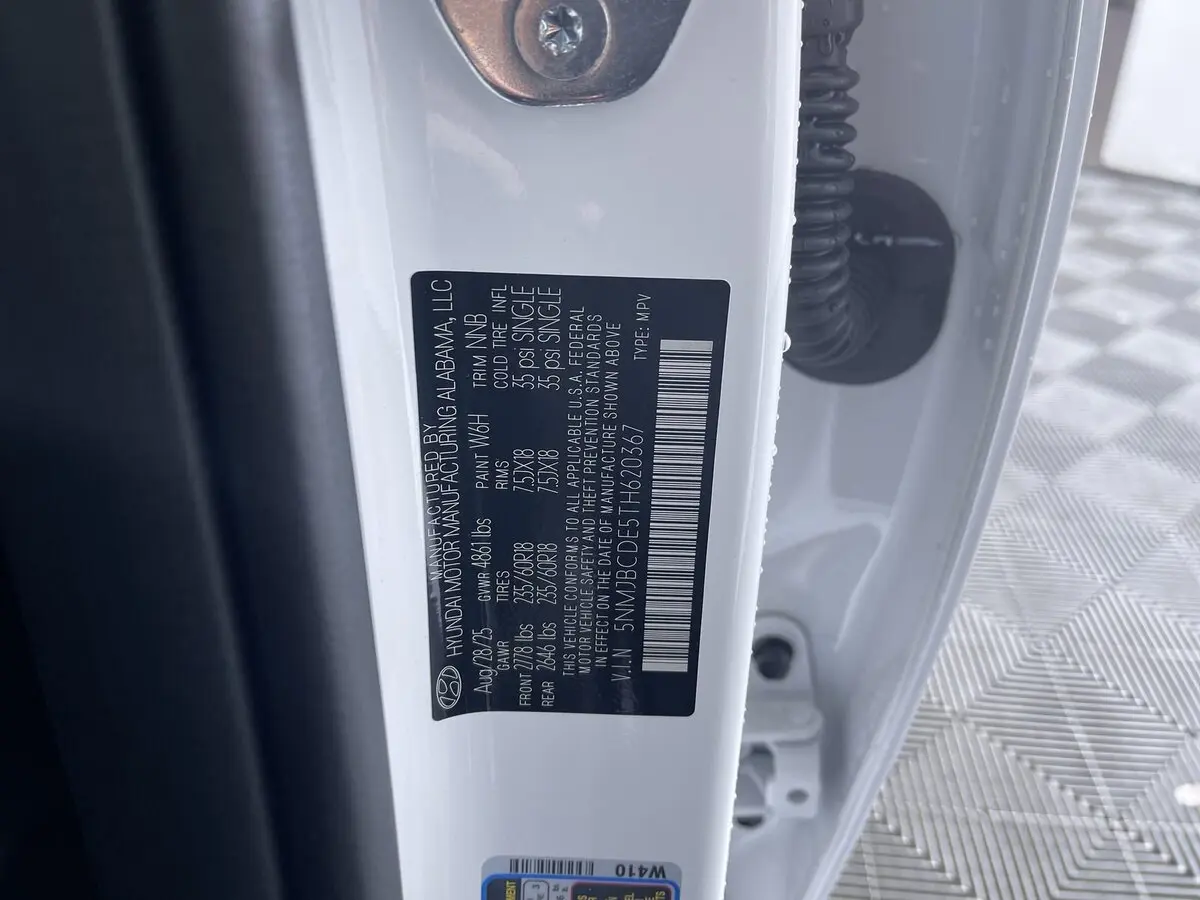 MANUFACTURED BY
HYUNDAI MOTOR MANUFACTURING ALABAMA, LLC
Aug/28/25 GVWR 4861 lbs PAINT W6H TRIM NNB
GAWR TIRES RIMS COLD TIRE INFL
FRONT 2778 lbs 235/60R18 7.5JX18 35 psi SINGLE
REAR 2646 lbs 235/60R18 7.5JX18 35 psi SINGLE
THIS VEHICLE CONFORMS TO ALL APPLICABLE U.S.A. FEDERAL
MOTOR VEHICLE SAFETY AND THEFT PREVENTION STANDARDS
IN EFFECT ON THE DATE OF MANUFACTURE SHOWN ABOVE
V.I.N 5NMJBCDE5TH620367 TYPE: MPV
W410